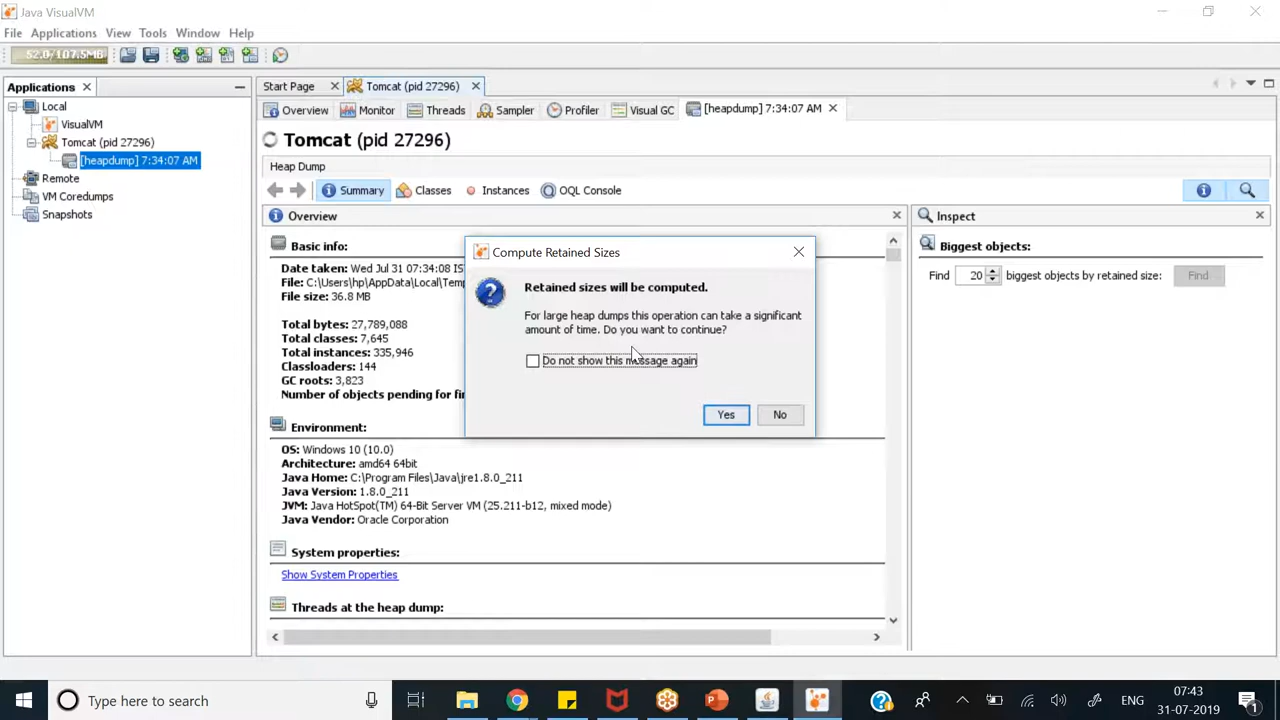 Java VisualVM
File Applications View Tools Window Help
52.0/107.5MB
Applications
Start Page
Tomcat (pid 27296)
Local
VisualVM
Tomcat (pid 27296)
[heapdump] 7:34:07 AM
Remote
VM Coredumps
Snapshots
Overview Monitor Threads Sampler Profiler Visual GC [heapdump] 7:34:07 AM
Tomcat (pid 27296)
Heap Dump
Summary Classes Instances OQL Console
Overview
Basic info:
Date taken: Wed Jul 31 07:34:08 IS
File: C:\Users\hp\AppData\Local\Tem
File size: 36.8 MB
Total bytes: 27,789,088
Total classes: 7,645
Total instances: 335,946
Classloaders: 144
GC roots: 3,823
Number of objects pending for fi
Environment:
OS: Windows 10 (10.0)
Architecture: amd64 64bit
Java Home: C:\Program Files\Java\jre1.8.0_211
Java Version: 1.8.0_211
JVM: Java HotSpot(TM) 64-Bit Server VM (25.211-b12, mixed mode)
Java Vendor: Oracle Corporation
System properties:
Show System Properties
Threads at the heap dump:
Compute Retained Sizes
Retained sizes will be computed.
For large heap dumps this operation can take a significant
amount of time. Do you want to continue?
Do not show this message again
Yes No
Inspect
Biggest objects:
Find 20 biggest objects by retained size: Find
Type here to search
ENG
07:43
31-07-2019
1